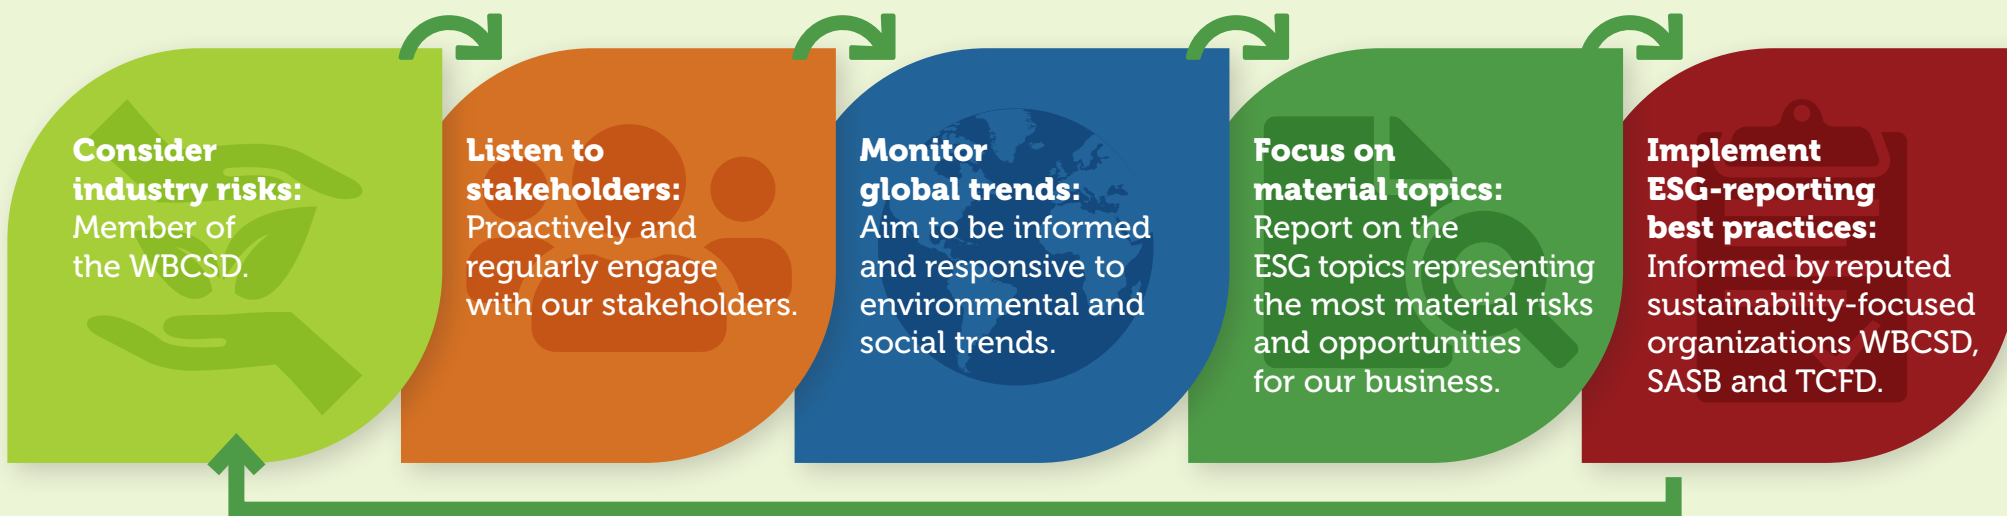 Consider
industry risks:
Member of
the WBCSD.
Listen to
stakeholders:
Proactively and
regularly engage
with our stakeholders.
Monitor
global trends:
Aim to be informed
and responsive to
environmental and
social trends.
Focus on
material topics:
Report on the
ESG topics representing
the most material risks
and opportunities
for our business.
Implement
ESG-reporting
best practices:
Informed by reputed
sustainability-focused
organizations WBCSD,
SASB and TCFD.